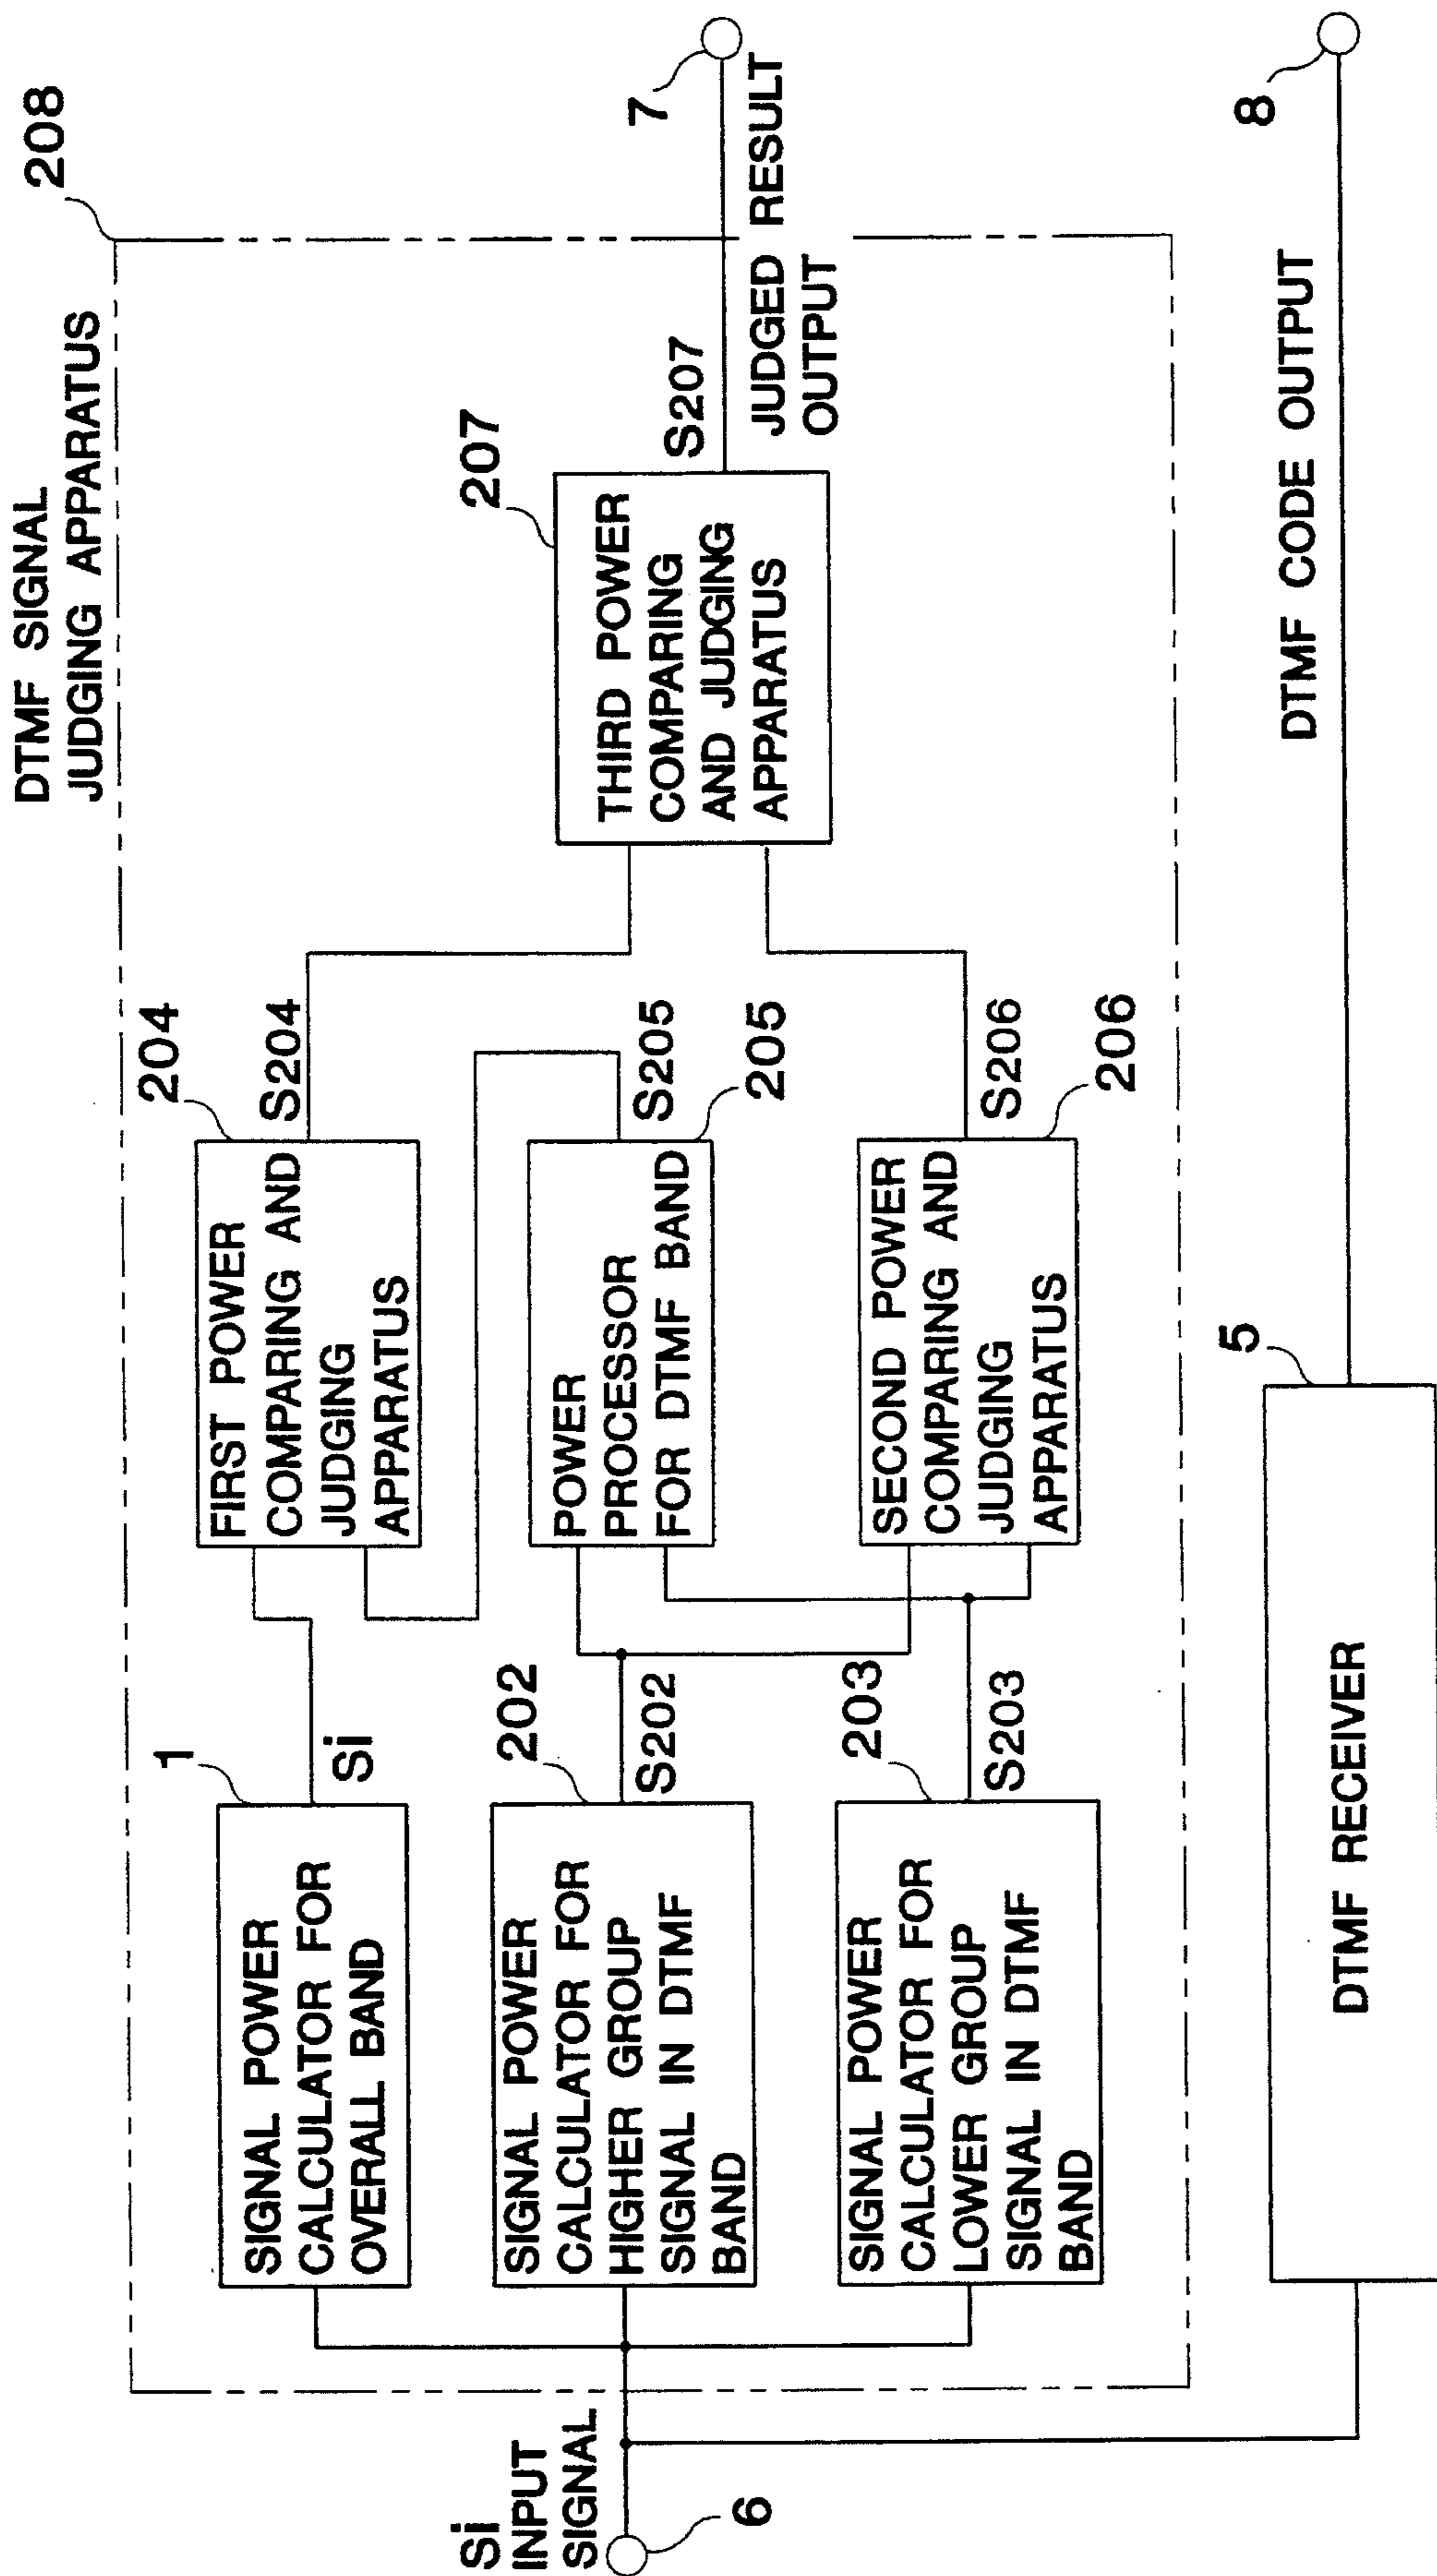 DTMF SIGNAL
JUDGING APPARATUS
208
Si
INPUT
SIGNAL
6
1
SIGNAL POWER
CALCULATOR FOR
OVERALL BAND
Si
202
SIGNAL POWER
CALCULATOR FOR
HIGHER GROUP
SIGNAL IN DTMF
BAND
S202
203
SIGNAL POWER
CALCULATOR FOR
LOWER GROUP
SIGNAL IN DTMF
BAND
S203
204
FIRST POWER
COMPARING AND
JUDGING
APPARATUS
S204
POWER
PROCESSOR
FOR DTMF BAND
S205
205
SECOND POWER
COMPARING AND
JUDGING
APPARATUS
S206
206
207
THIRD POWER
COMPARING
AND JUDGING
APPARATUS
S207
7
JUDGED RESULT
OUTPUT
5
DTMF RECEIVER
DTMF CODE OUTPUT
8